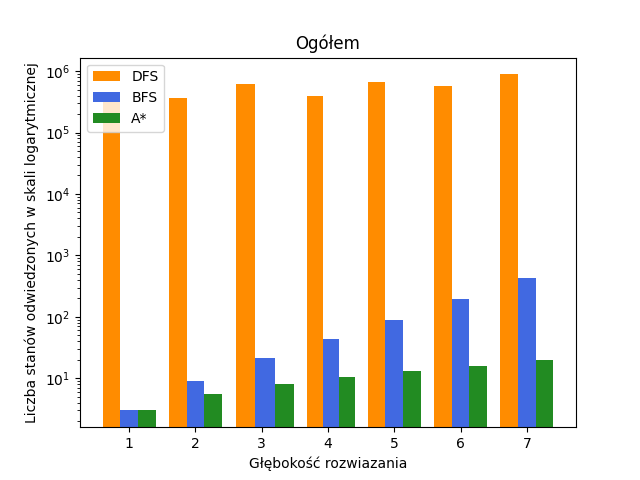 Ogółem
DFS
BFS
A*
10^6
10^5
10^4
10^3
10^2
10^1
Liczba stanów odwiedzonych w skali logarytmicznej
1 2 3 4 5 6 7
Głębokość rozwiazania